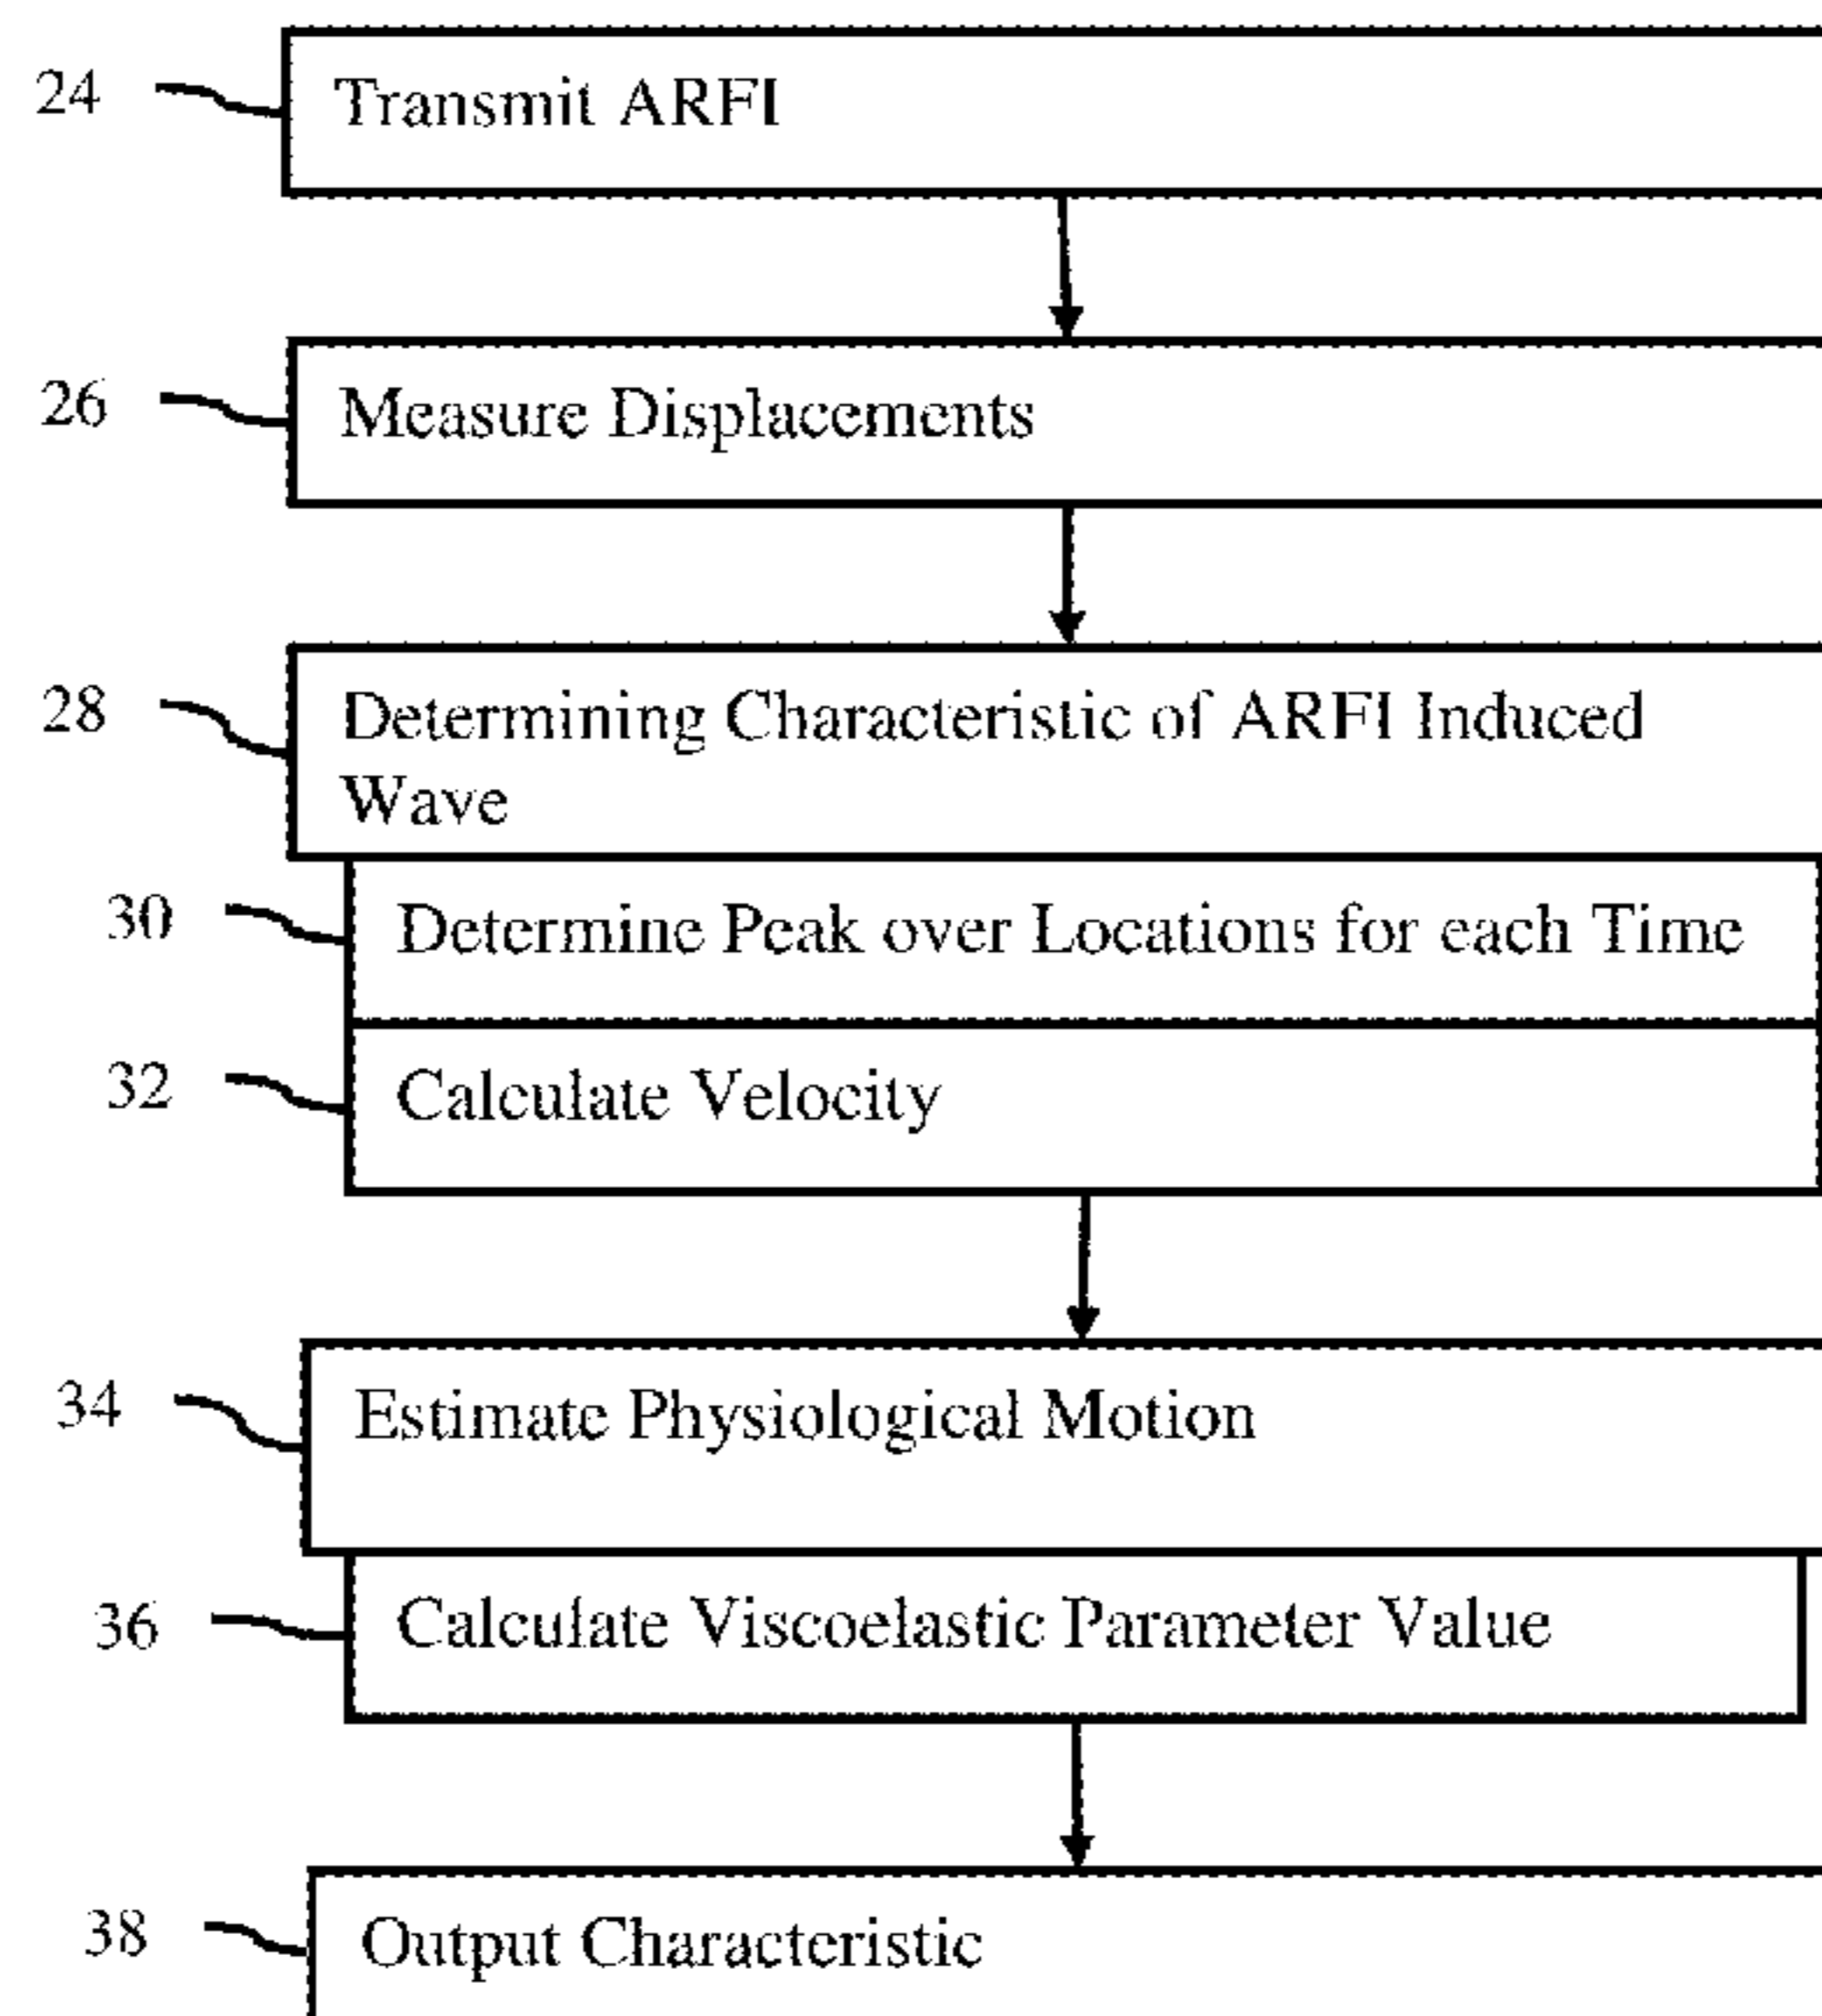 24 Transmit ARFI
26 Measure Displacements
28 Determining Characteristic of ARFI Induced
Wave
30 Determine Peak over Locations for each Time
32 Calculate Velocity
34 Estimate Physiological Motion
36 Calculate Viscoelastic Parameter Value
38 Output Characteristic